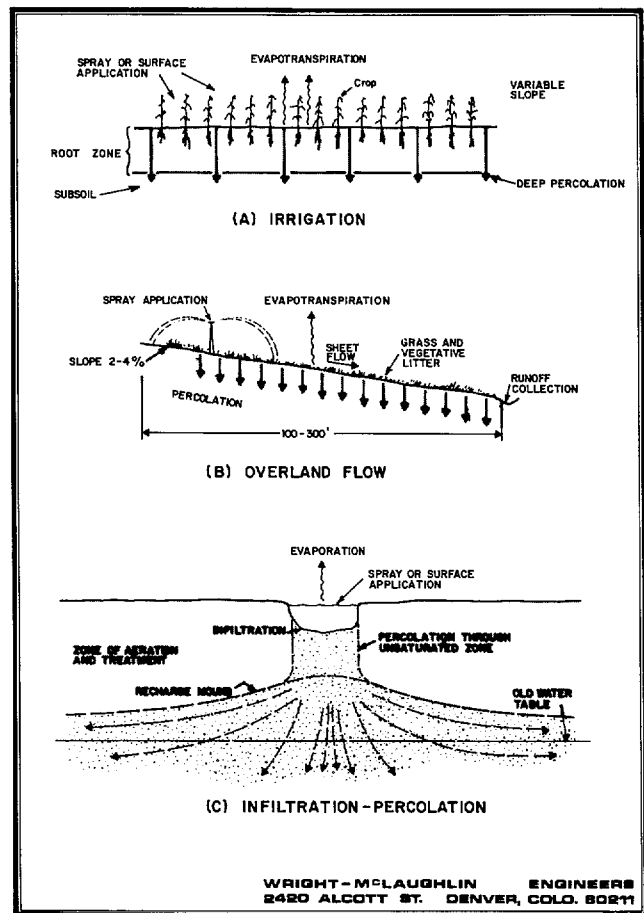 SPRAY OR SURFACE
APPLICATION
EVAPOTRANSPIRATION
Crop
VARIABLE
SLOPE
ROOT ZONE
SUBSOIL
DEEP PERCOLATION
(A) IRRIGATION
SPRAY APPLICATION
EVAPOTRANSPIRATION
SLOPE 2-4%
SHEET
FLOW
GRASS AND
VEGETATIVE
LITTER
RUNOFF
COLLECTION
PERCOLATION
100-300'
(B) OVERLAND FLOW
EVAPORATION
SPRAY OR SURFACE
APPLICATION
INFILTRATION
ZONE OF AERATION
AND TREATMENT
PERCOLATION THROUGH
UNSATURATED ZONE
RECHARGE MOUND
OLD WATER
TABLE
(C) INFILTRATION-PERCOLATION
WRIGHT-McLAUGHLIN ENGINEERS
2420 ALCOTT ST. DENVER, COLO. 80211